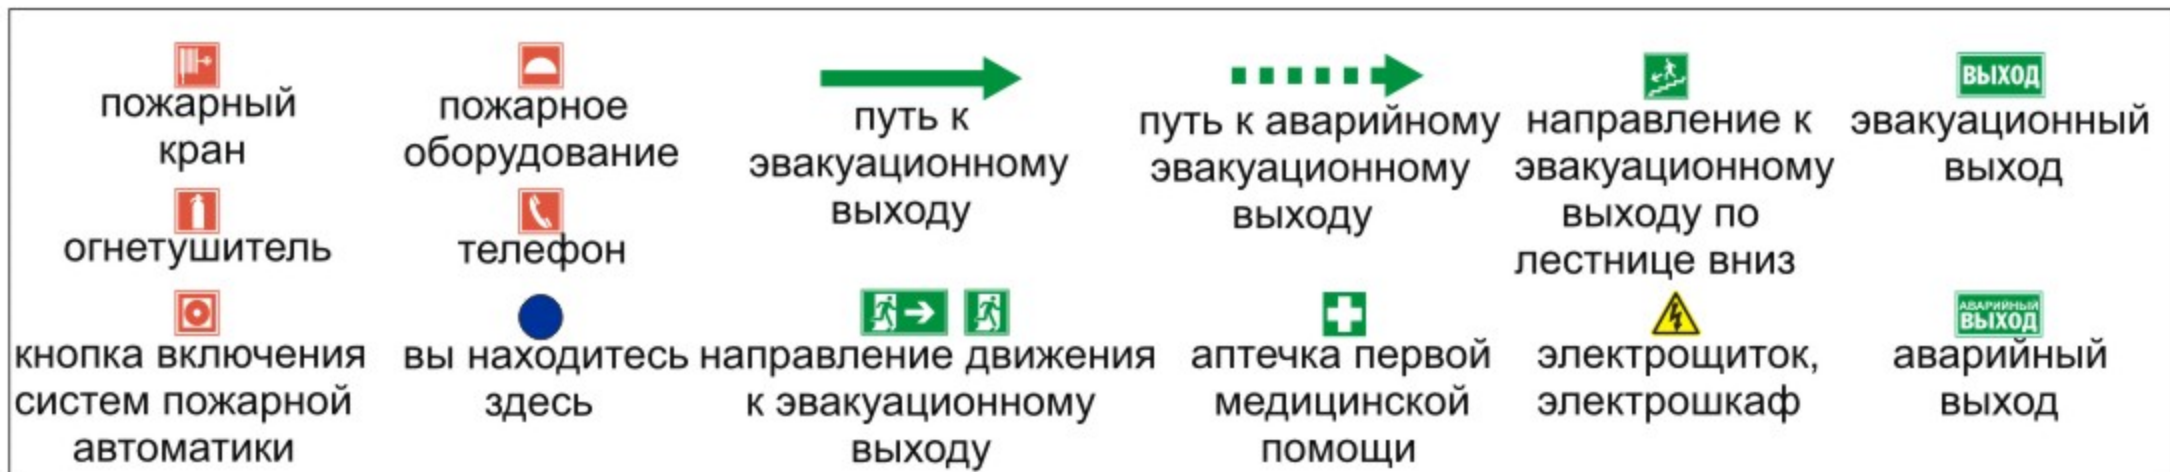 пожарный
кран
пожарное
оборудование
путь к
эвакуационному
выходу
путь к аварийному
эвакуационному
выходу
направление к
эвакуационному
выходу по
лестнице вниз
ВЫХОД
эвакуационный
выход
огнетушитель
телефон
кнопка включения
систем пожарной
автоматики
вы находитесь
здесь
направление движения
к эвакуационному
выходу
аптечка первой
медицинской
помощи
электрощиток,
электрошкаф
АВАРИЙНЫЙ
ВЫХОД
аварийный
выход